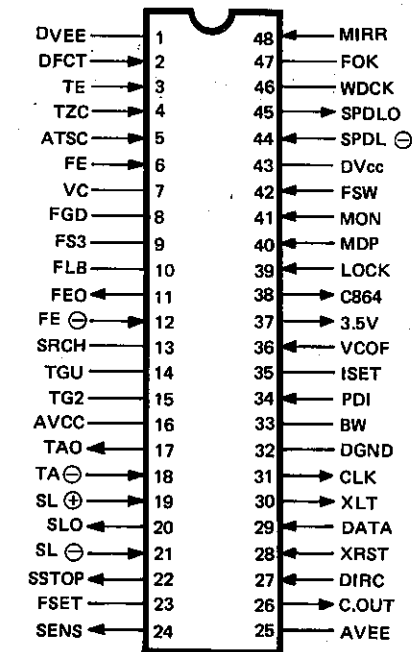 DVEE 1 48 MIRR
DFCT 2 47 FOK
TE 3 46 WDCK
TZC 4 45 SPDLO
ATSC 5 44 SPDL ⊖
FE 6 43 DVcc
VC 7 42 FSW
FGD 8 41 MON
FS3 9 40 MDP
FLB 10 39 LOCK
FEO 11 38 C864
FE ⊖ 12 37 3.5V
SRCH 13 36 VCOF
TGU 14 35 ISET
TG2 15 34 PDI
AVCC 16 33 BW
TAO 17 32 DGND
TA⊖ 18 31 CLK
SL ⊕ 19 30 XLT
SLO 20 29 DATA
SL ⊖ 21 28 XRST
SSTOP 22 27 DIRC
FSET 23 26 C.OUT
SENS 24 25 AVEE